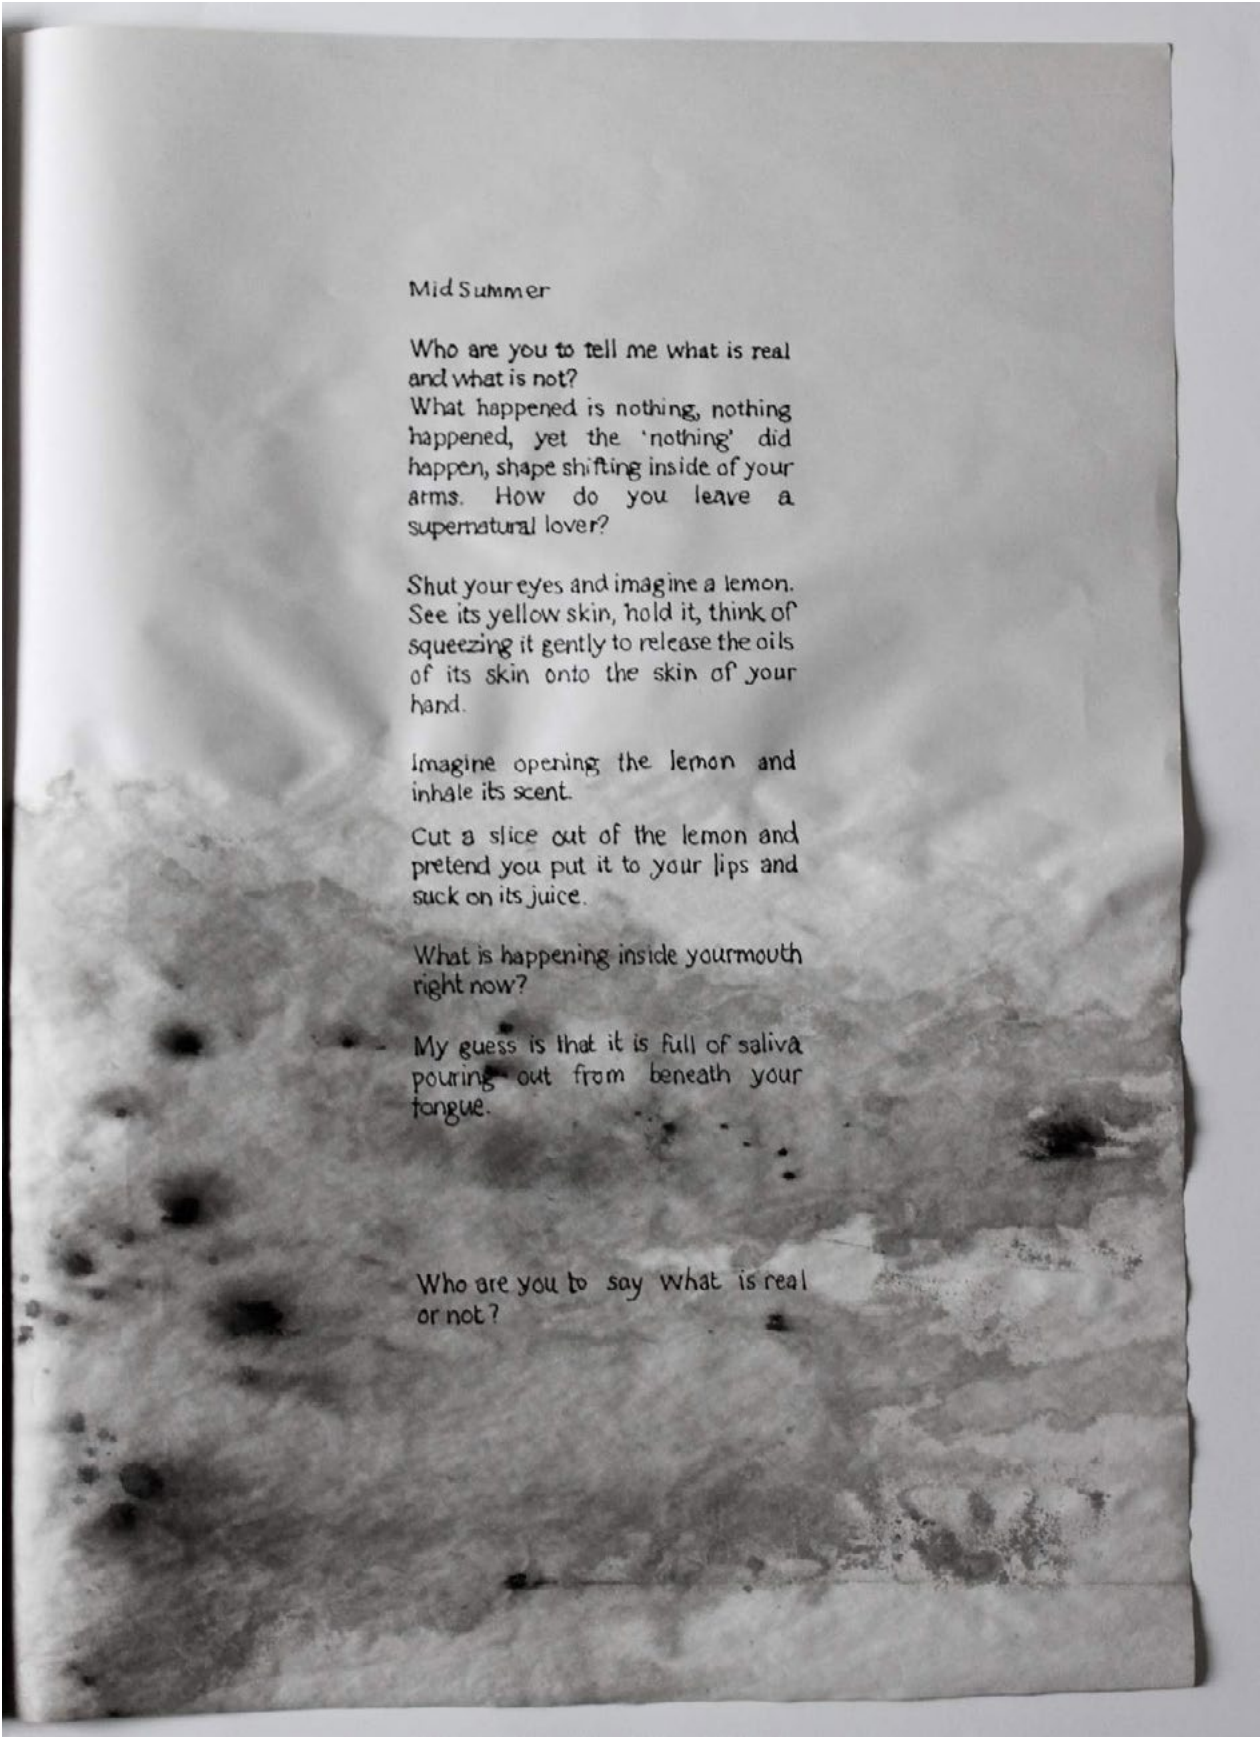 Mid Summer
Who are you to tell me what is real
and what is not?
What happened is nothing, nothing
happened, yet the 'nothing' did
happen, shape shifting inside of your
arms. How do you leave a
supernatural lover?
Shut your eyes and imagine a lemon.
See its yellow skin, hold it, think of
squeezing it gently to release the oils
of its skin onto the skin of your
hand.
Imagine opening the lemon and
inhale its scent.
Cut a slice out of the lemon and
pretend you put it to your lips and
suck on its juice.
What is happening inside yourmouth
right now?
My guess is that it is full of saliva
pouring out from beneath your
tongue.
Who are you to say what is real
or not?